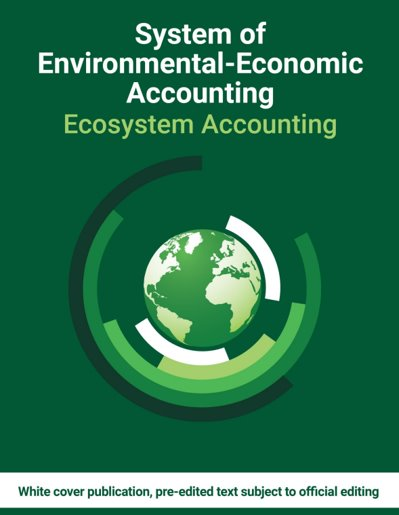 System of
Environmental-Economic
Accounting
Ecosystem Accounting
White cover publication, pre-edited text subject to official editing